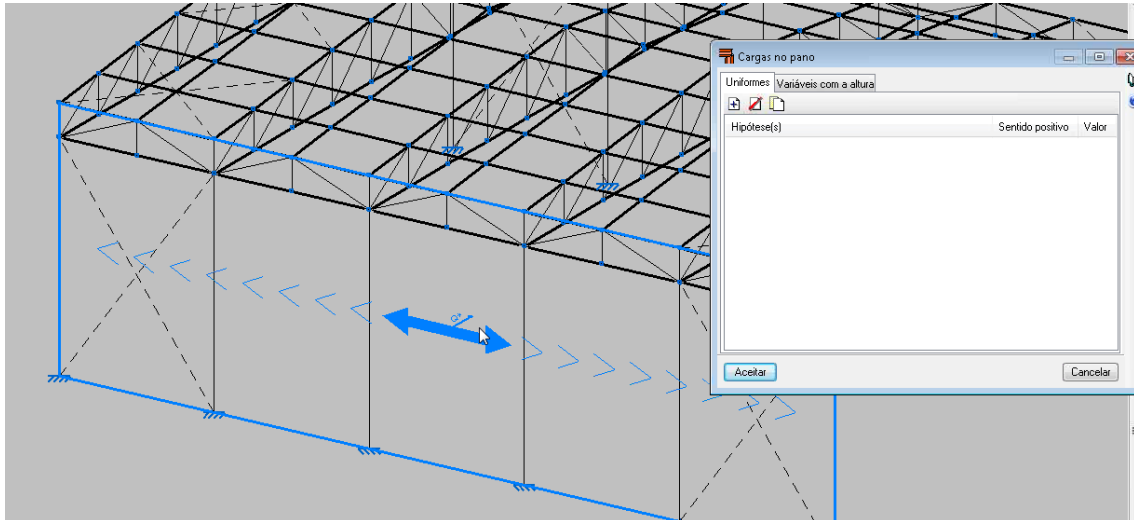 Cargas no pano
Uniformes Variáveis com a altura
Hipótese(s) Sentido positivo Valor
Aceitar Cancelar